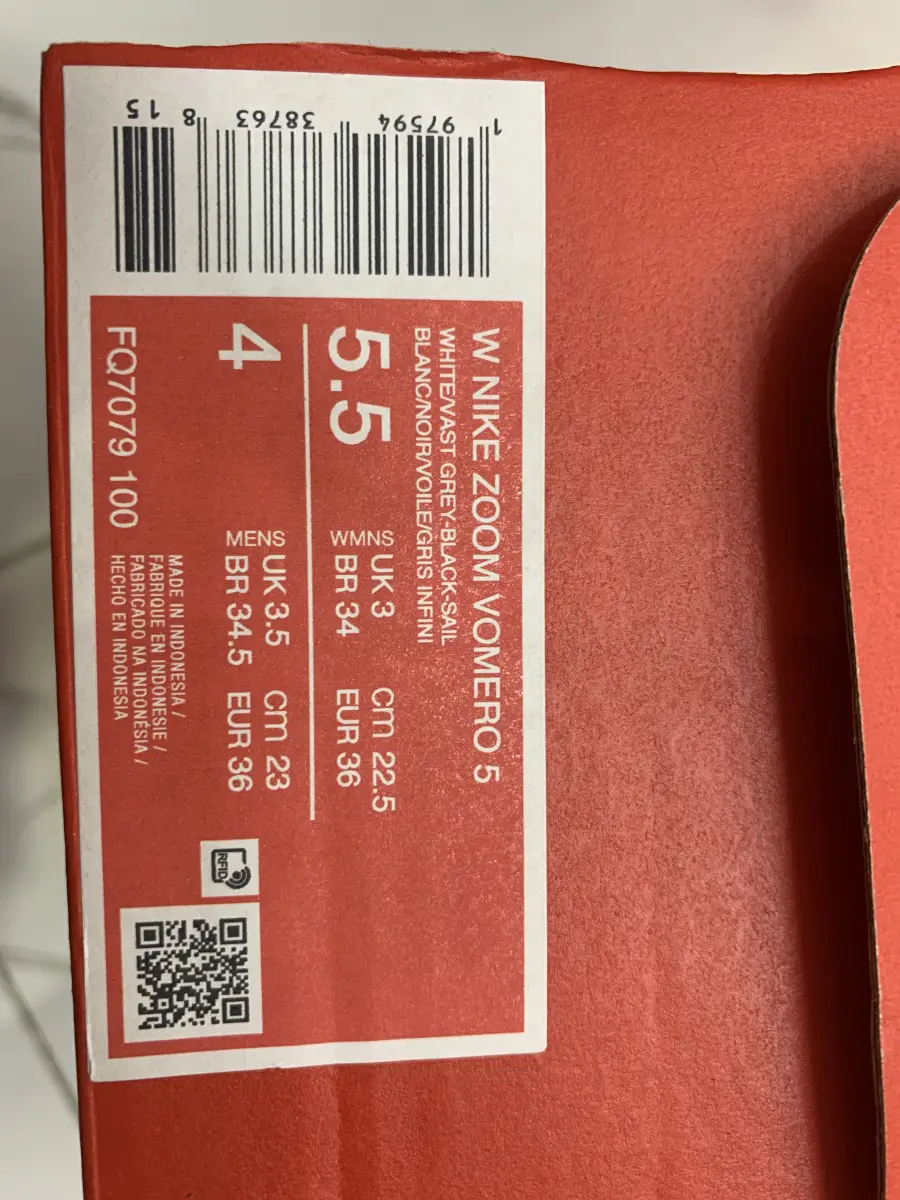 W NIKE ZOOM VOMERO 5
WHITE/VAST GREY-BLACK-SAIL
BLANC/NOIR/VOILE/GRIS INFINI
5.5
WMNS
UK 3 cm 22.5
BR 34 EUR 36
4
MENS
UK 3.5 cm 23
BR 34.5 EUR 36
FQ7079 100
MADE IN INDONESIA /
FABRIQUE EN INDONESIE /
FABRICADO NA INDONÉSIA /
HECHO EN INDONESIA
RFID
1 97594 38763 8 15